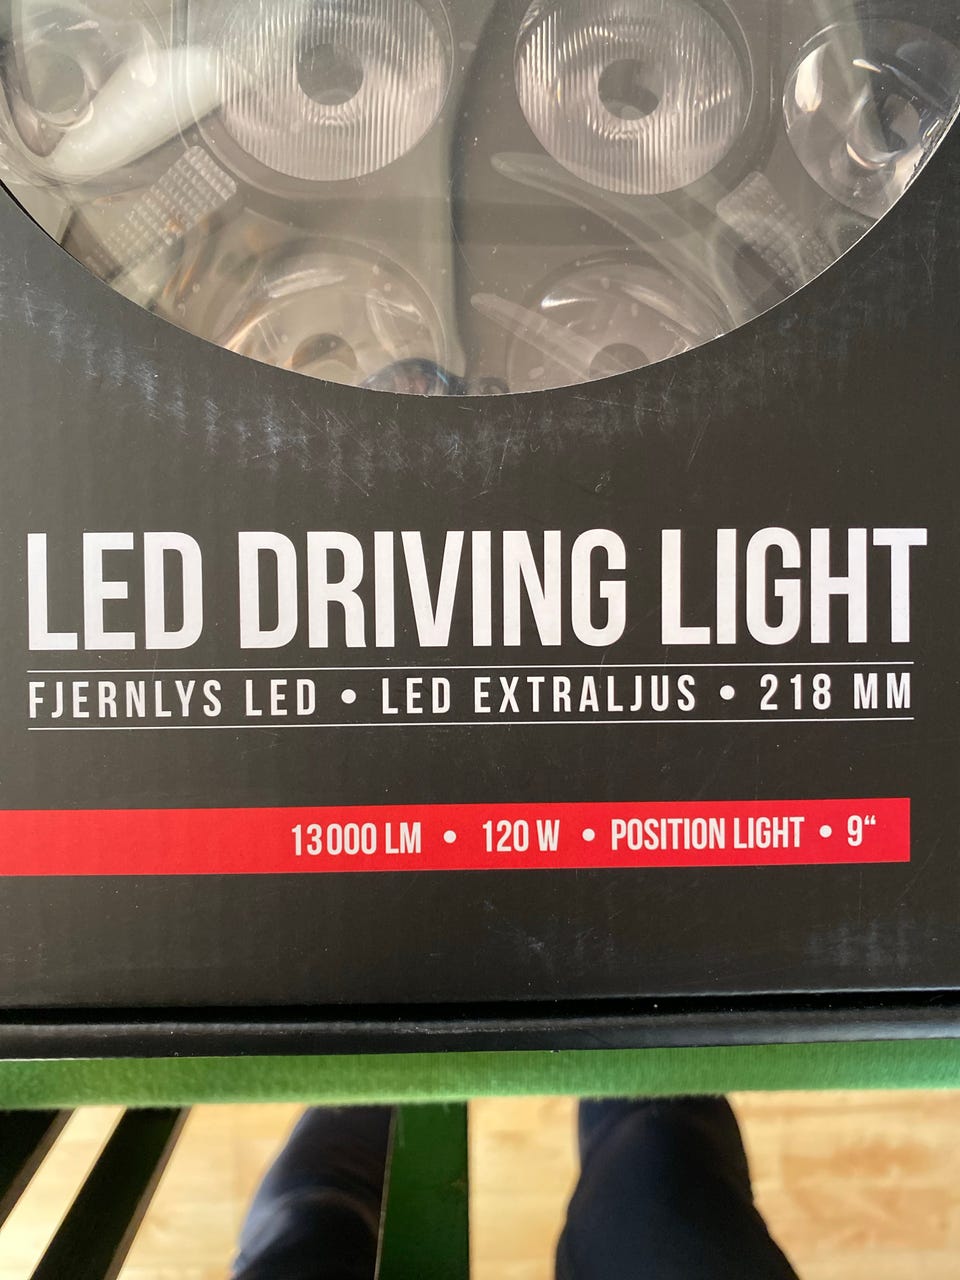 LED DRIVING LIGHT
FJERNLYS LED • LED EXTRALJUS • 218 MM
13000 LM • 120 W • POSITION LIGHT • 9“